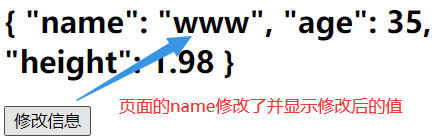 { "name": "www", "age": 35,
"height": 1.98 }
修改信息
页面的name修改了并显示修改后的值